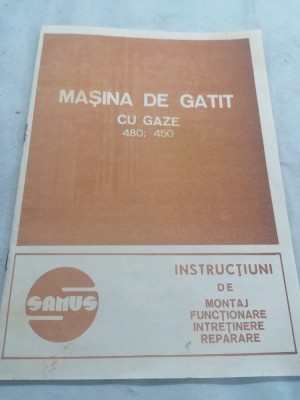 MAȘINA DE GATIT
CU GAZE
480; 450
SAMUS
INSTRUCȚIUNI
DE
MONTAJ
FUNCȚIONARE
INTREȚINERE
REPARARE